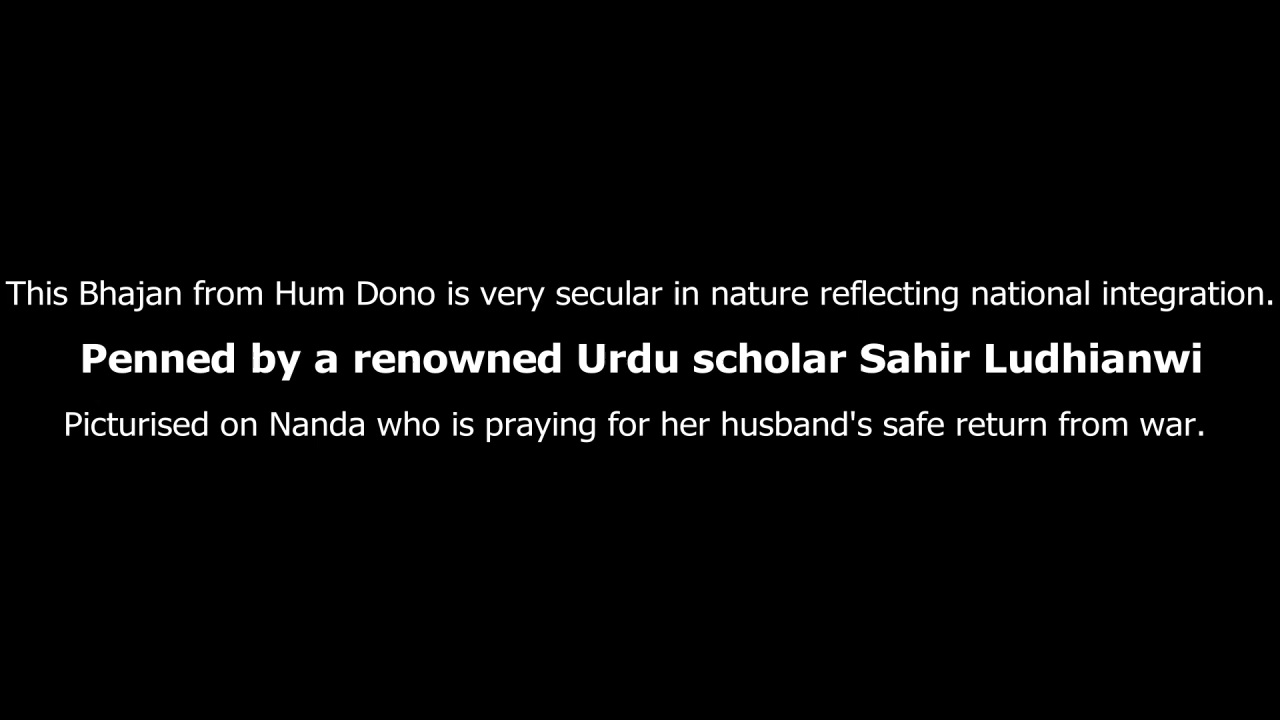 This Bhajan from Hum Dono is very secular in nature reflecting national integration.
Penned by a renowned Urdu scholar Sahir Ludhianwi
Picturised on Nanda who is praying for her husband's safe return from war.